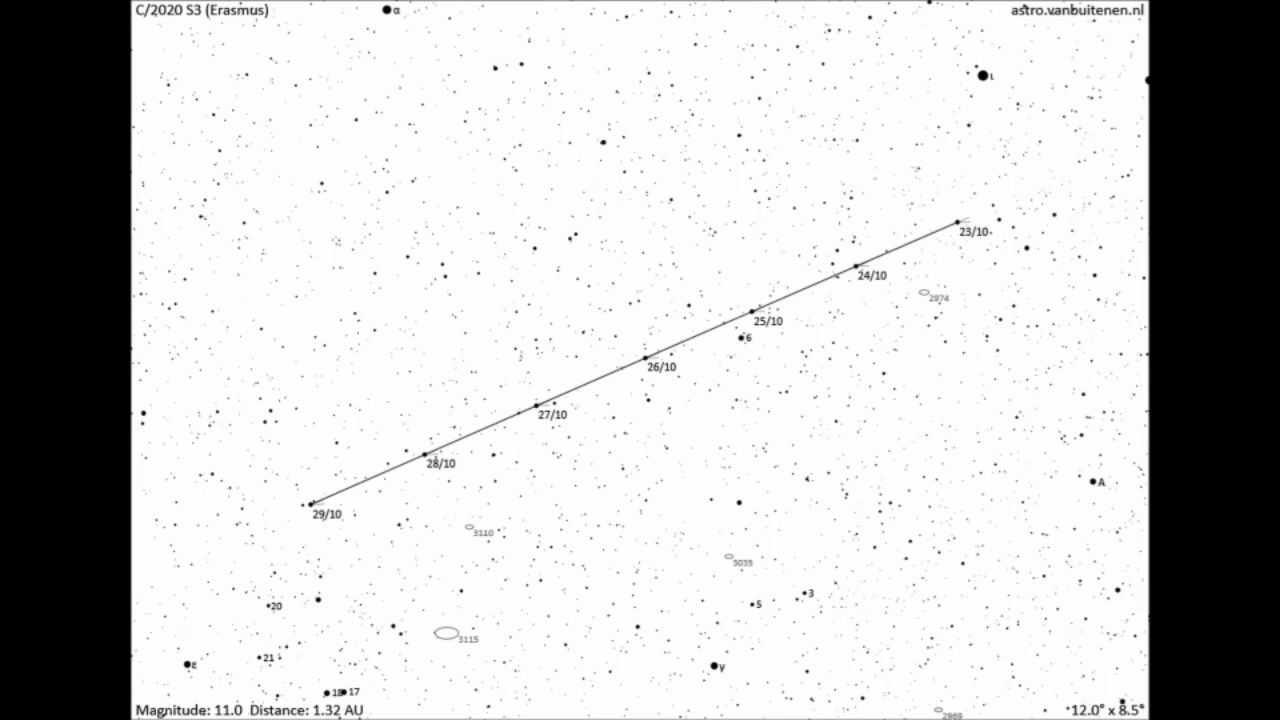 C/2020 S3 (Erasmus)
α
astro.vanbuitenen.nl
ι
23/10
24/10
2974
25/10
6
26/10
27/10
28/10
A
29/10
3110
3035
3
5
20
3115
21
ε
γ
18 17
2969
Magnitude: 11.0 Distance: 1.32 AU
12.0° x 8.5°